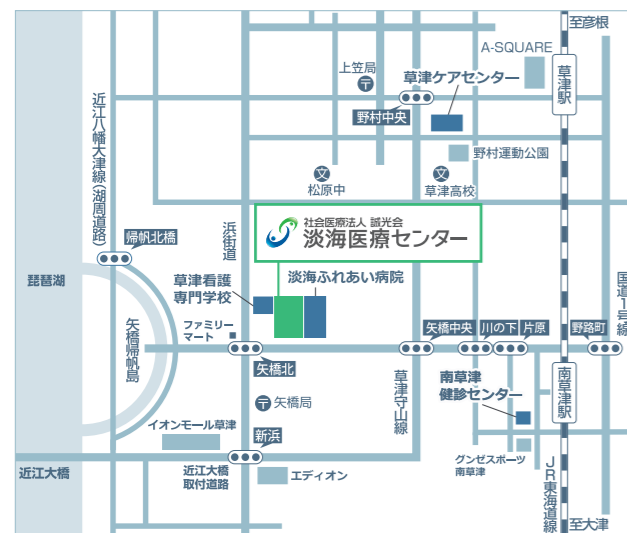 至彦根
A-SQUARE
上笠局
草津ケアセンター
草津駅
野村中央
近江八幡大津線(湖周道路)
野村運動公園
松原中
草津高校
文
文
社会医療法人 誠光会
淡海医療センター
浜街道
帰帆北橋
琵琶湖
草津看護
専門学校
淡海ふれあい病院
国道1号線
矢橋帰帆島
ファミリー
マート
矢橋中央
川の下
片原
野路町
矢橋北
草津守山線
南草津
健診センター
南草津駅
矢橋局
イオンモール草津
新浜
グンゼスポーツ
南草津
近江大橋
近江大橋
取付道路
エディオン
JR東海道線
至大津